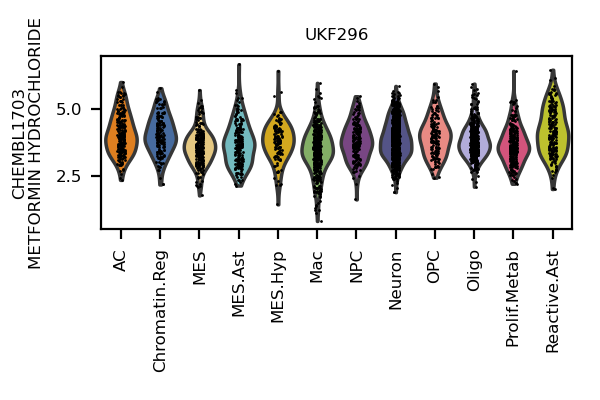 UKF296
CHEMBL1703
METFORMIN HYDROCHLORIDE
5.0
2.5
AC
Chromatin.Reg
MES
MES.Ast
MES.Hyp
Mac
NPC
Neuron
OPC
Oligo
Prolif.Metab
Reactive.Ast